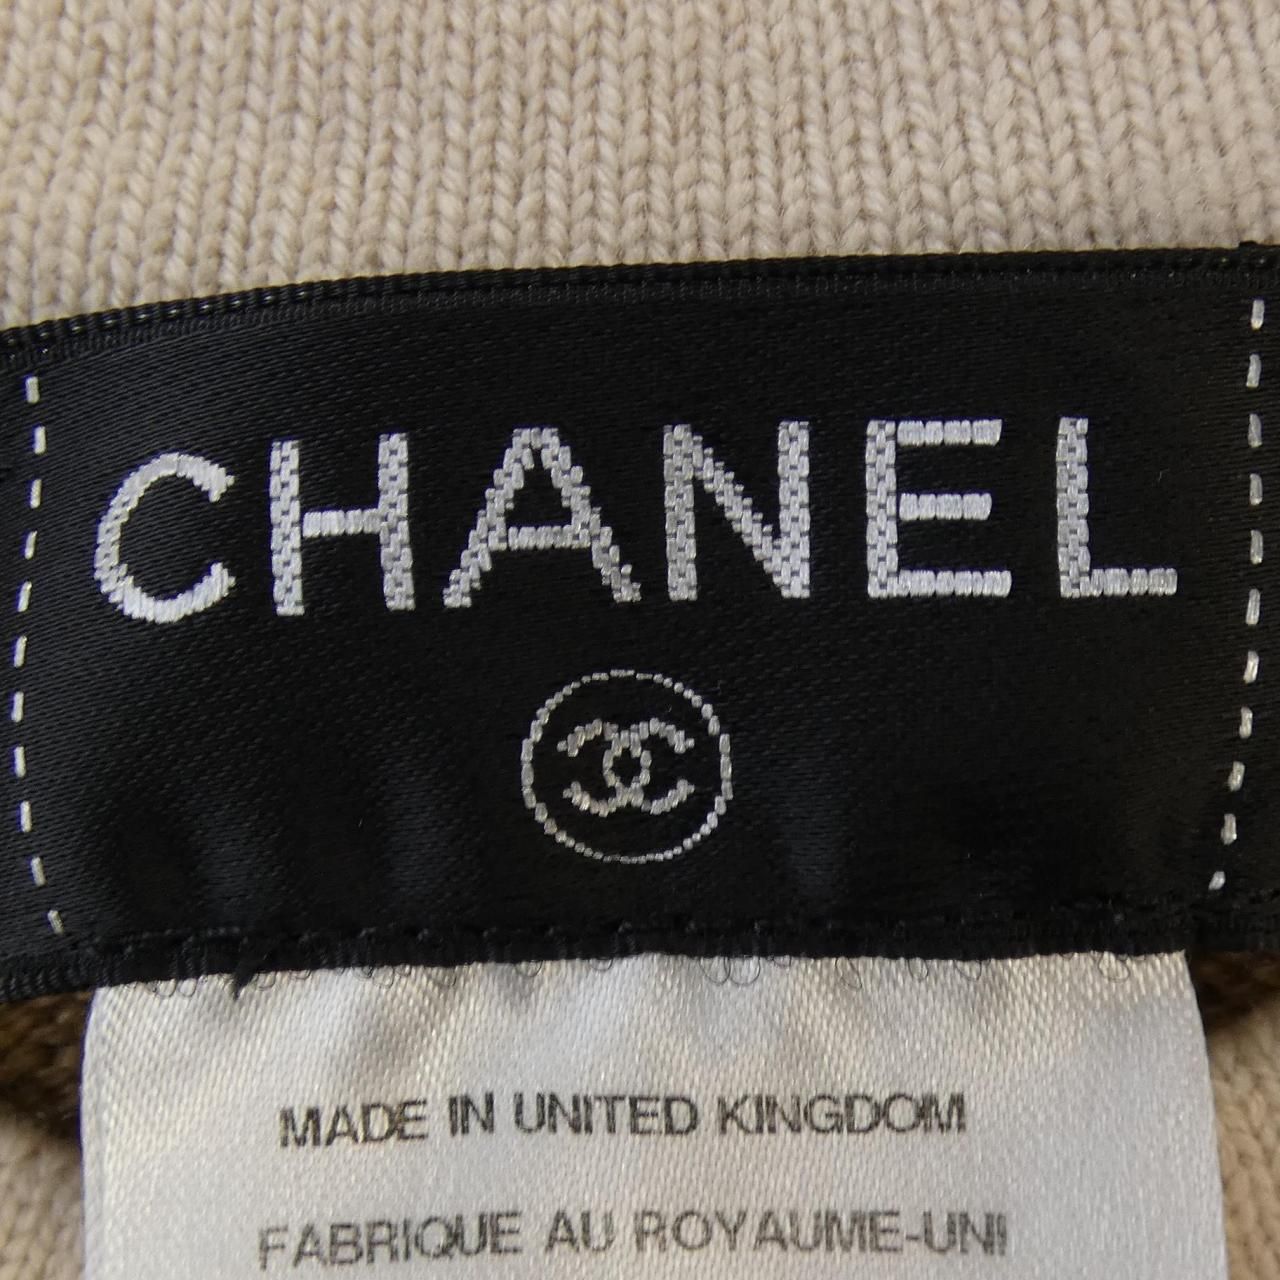 CHANEL
MADE IN UNITED KINGDOM
FABRIQUE AU ROYAUME-UNI